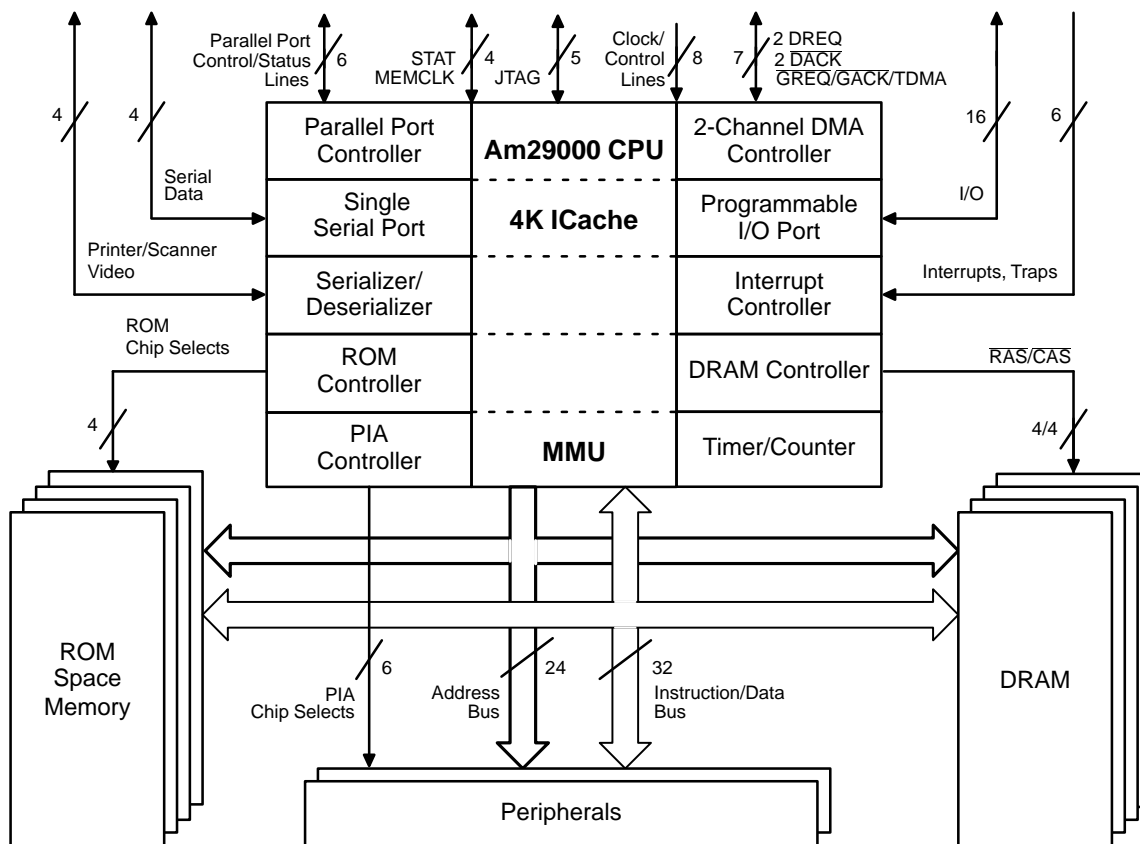 Parallel Port
Control/Status
Lines
6
STAT
MEMCLK
4
JTAG
5
Clock/
Control
Lines
8
7
2 DREQ
2 DACK
GREQ/GACK/TDMA
4
4
16
6
Parallel Port
Controller
Am29000 CPU
2-Channel DMA
Controller
Serial
Data
Single
Serial Port
4K ICache
Programmable
I/O Port
I/O
Printer/Scanner
Video
Serializer/
Deserializer
Interrupt
Controller
Interrupts, Traps
ROM
Chip Selects
ROM
Controller
DRAM Controller
RAS/CAS
4
PIA
Controller
MMU
Timer/Counter
4/4
ROM
Space
Memory
6
PIA
Chip Selects
24
Address
Bus
32
Instruction/Data
Bus
DRAM
Peripherals